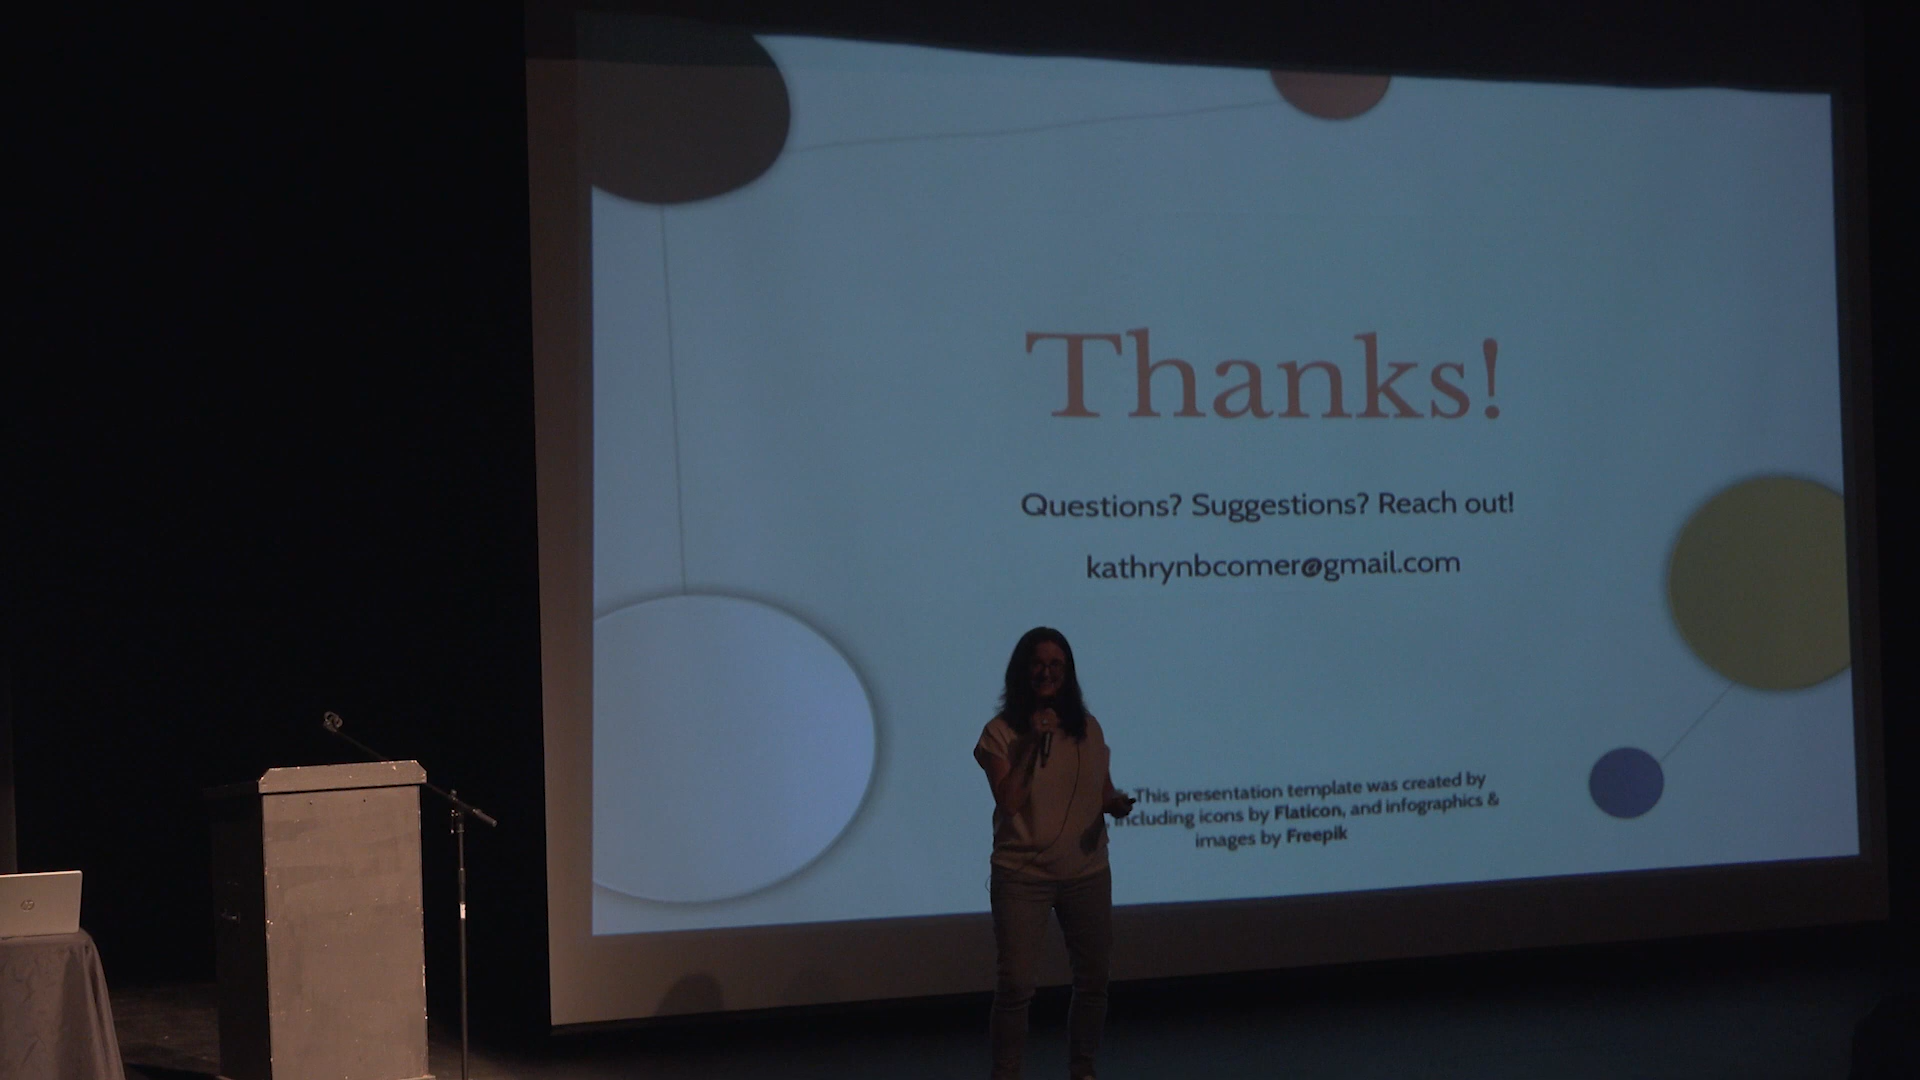 Thanks!
Questions? Suggestions? Reach out!
kathrynbcomer@gmail.com
This presentation template was created by
including icons by Flaticon, and infographics &
images by Freepik
hp